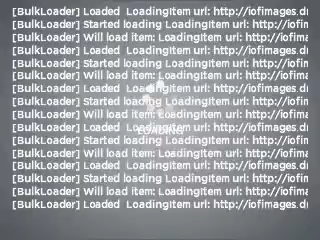 [BulkLoader] Loaded LoadingItem url: http://iofimages.d
[BulkLoader] Started loading LoadingItem url: http://iofi
[BulkLoader] Will load item: LoadingItem url: http://iofima
[BulkLoader] Loaded LoadingItem url: http://iofimages.d
[BulkLoader] Started loading LoadingItem url: http://iofi
[BulkLoader] Will load item: LoadingItem url: http://iofima
[BulkLoader] Loaded LoadingItem url: http://iofimages.d
[BulkLoader] Started loading LoadingItem url: http://iofi
[BulkLoader] Will load item: LoadingItem url: http://iofima
[BulkLoader] Loaded LoadingItem url: http://iofimages.d
LOADING
[BulkLoader] Started loading LoadingItem url: http://iofi
[BulkLoader] Will load item: LoadingItem url: http://iofima
[BulkLoader] Loaded LoadingItem url: http://iofimages.d
[BulkLoader] Started loading LoadingItem url: http://iofi
[BulkLoader] Will load item: LoadingItem url: http://iofima
[BulkLoader] Loaded LoadingItem url: http://iofimages.d